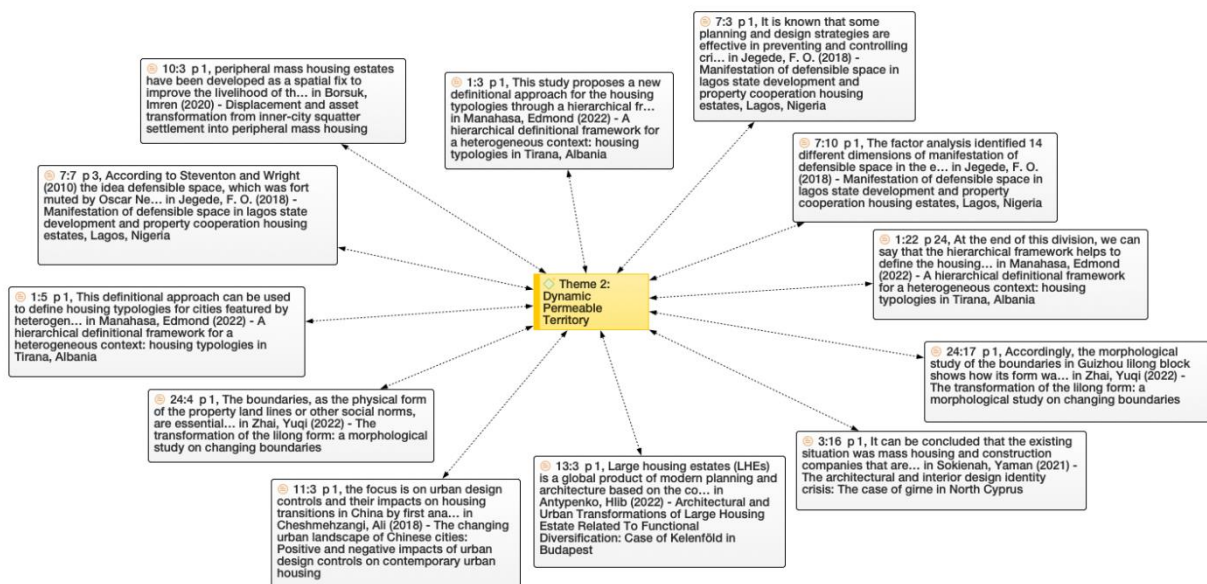 10:3 p 1, peripheral mass housing estates
have been developed as a spatial fix to
improve the livelihood of th… in Borsuk,
Imren (2020) - Displacement and asset
transformation from inner-city squatter
settlement into peripheral mass housing
1:3 p 1, This study proposes a new
definitional approach for the housing
typologies through a hierarchical fr…
in Manahasa, Edmond (2022) - A
hierarchical definitional framework for
a heterogeneous context: housing
typologies in Tirana, Albania
7:3 p 1, It is known that some
planning and design strategies are
effective in preventing and controlling
cri… in Jegede, F. O. (2018) -
Manifestation of defensible space in
lagos state development and
property cooperation housing
estates, Lagos, Nigeria
7:7 p 3, According to Steventon and Wright
(2010) the idea defensible space, which was fort
muted by Oscar Ne… in Jegede, F. O. (2018) -
Manifestation of defensible space in lagos state
development and property cooperation housing
estates, Lagos, Nigeria
7:10 p 1, The factor analysis identified 14
different dimensions of manifestation of
defensible space in the e… in Jegede, F. O.
(2018) - Manifestation of defensible space in
lagos state development and property
cooperation housing estates, Lagos, Nigeria
1:22 p 24, At the end of this division, we can
say that the hierarchical framework helps to
define the housing… in Manahasa, Edmond
(2022) - A hierarchical definitional framework
for a heterogeneous context: housing
typologies in Tirana, Albania
Theme 2:
Dynamic
Permeable
Territory
1:5 p 1, This definitional approach can be used
to define housing typologies for cities featured by
heterogen… in Manahasa, Edmond (2022) - A
hierarchical definitional framework for a
heterogeneous context: housing typologies in
Tirana, Albania
24:17 p 1, Accordingly, the morphological
study of the boundaries in Guizhou lilong block
shows how its form wa… in Zhai, Yuqi (2022) -
The transformation of the lilong form: a
morphological study on changing boundaries
24:4 p 1, The boundaries, as the physical
form of the property land lines or other social norms,
are essential… in Zhai, Yuqi (2022) - The
transformation of the lilong form: a morphological
study on changing boundaries
3:16 p 1, It can be concluded that the existing
situation was mass housing and construction
companies that are… in Sokienah, Yaman (2021) -
The architectural and interior design identity
crisis: The case of girne in North Cyprus
11:3 p 1, the focus is on urban design
controls and their impacts on housing
transitions in China by first ana… in
Cheshmehzangi, Ali (2018) - The changing
urban landscape of Chinese cities:
Positive and negative impacts of urban
design controls on contemporary urban
housing
13:3 p 1, Large housing estates (LHEs)
is a global product of modern planning and
architecture based on the co… in
Antypenko, Hlib (2022) - Architectural and
Urban Transformations of Large Housing
Estate Related To Functional
Diversification: Case of Kelenföld in
Budapest